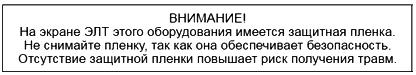 ВНИМАНИЕ!
На экране ЭЛТ этого оборудования имеется защитная пленка.
Не снимайте пленку, так как она обеспечивает безопасность.
Отсутствие защитной пленки повышает риск получения травм.